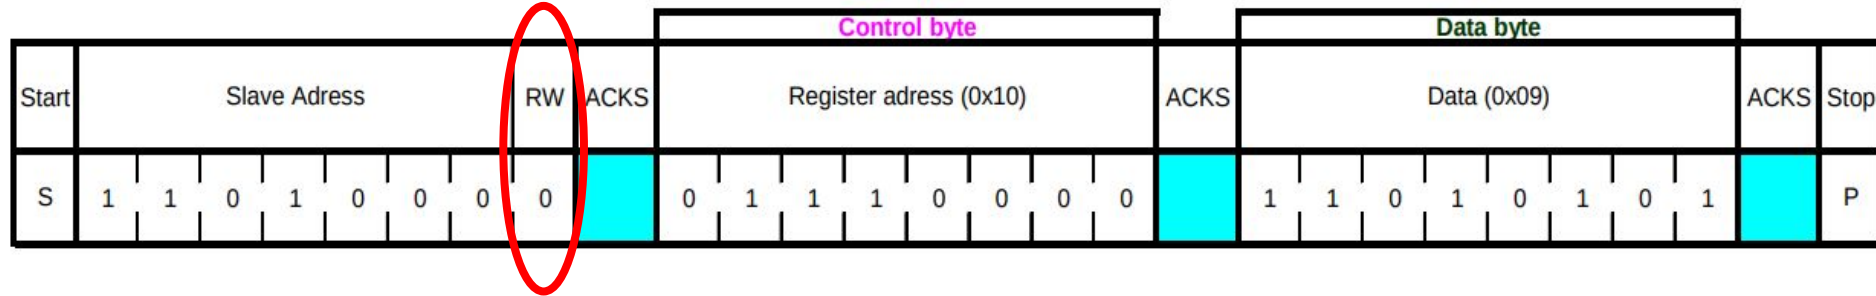 Control byte Data byte
Start Slave Adress RW ACKS Register adress (0x10) ACKS Data (0x09) ACKS Stop
S 1 1 0 1 0 0 0 0 0 1 1 1 0 0 0 0 1 1 0 1 0 1 0 1 P